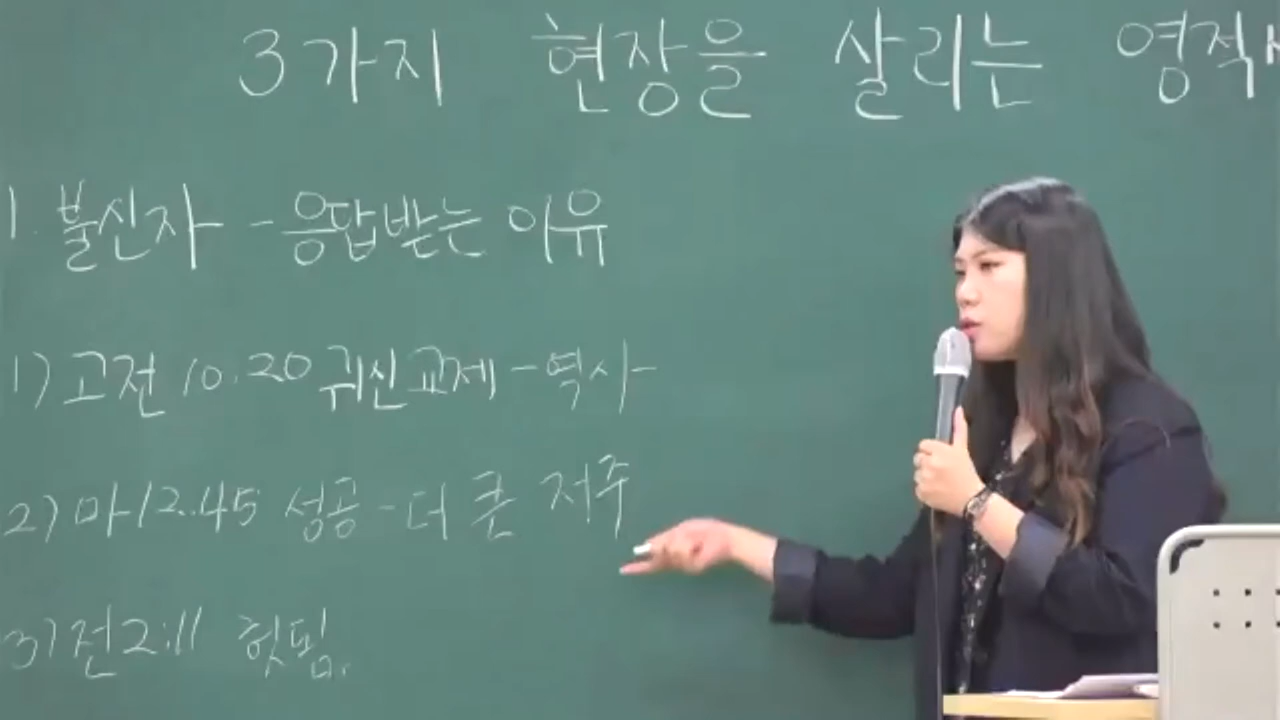 3가지 현장을 살리는 영적
1. 불신자 - 응답받는 이유
1) 고전 10.20 귀신교제 - 역사
2) 마12.45 성공 - 더 큰 저주
3) 전2:11 헛됨.